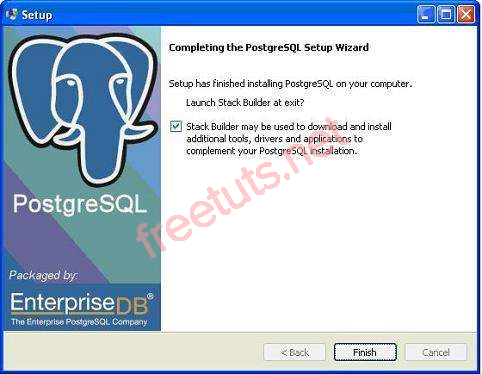 Setup
Completing the PostgreSQL Setup Wizard
Setup has finished installing PostgreSQL on your computer.
Launch Stack Builder at exit?
Stack Builder may be used to download and install
additional tools, drivers and applications to
complement your PostgreSQL installation.
freetuts.net
PostgreSQL
Packaged by:
EnterpriseDB®
The Enterprise PostgreSQL Company
< Back
Finish
Cancel